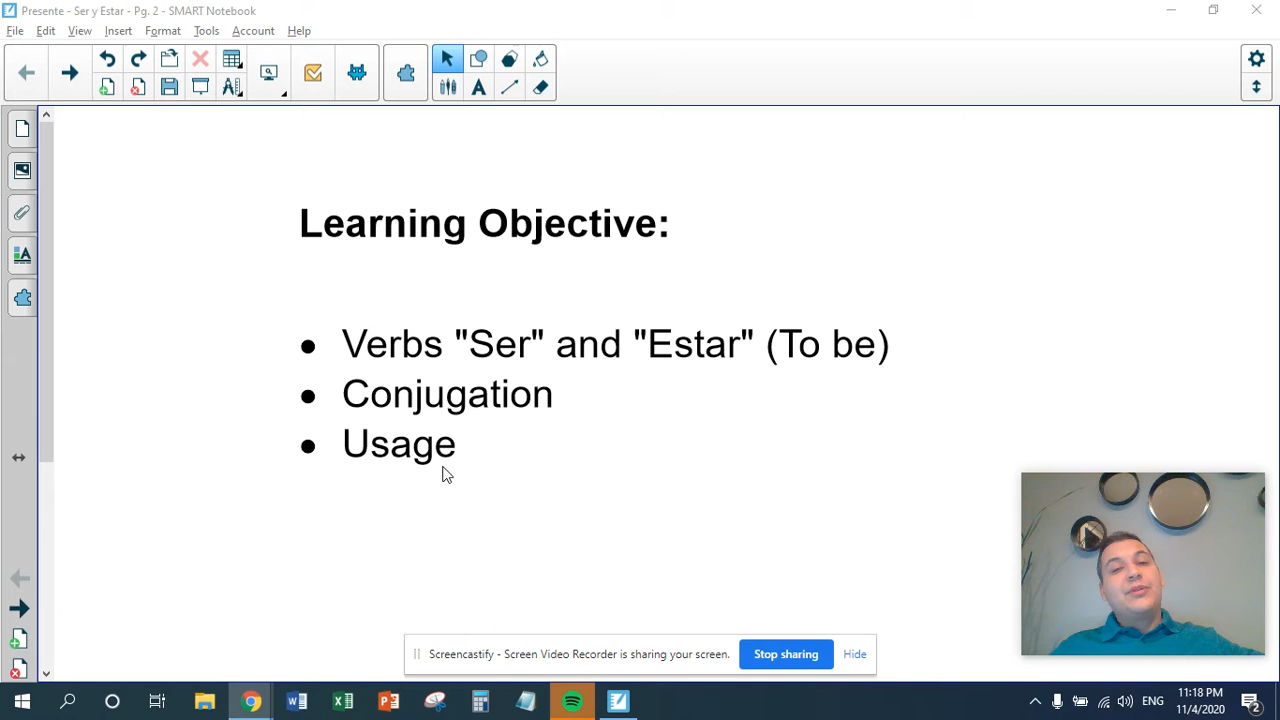 Presente - Ser y Estar - Pg. 2 - SMART Notebook
File Edit View Insert Format Tools Account Help
Learning Objective:
● Verbs "Ser" and "Estar" (To be)
● Conjugation
● Usage
Screencastify - Screen Video Recorder is sharing your screen. Stop sharing Hide
ENG
11:18 PM
11/4/2020
2